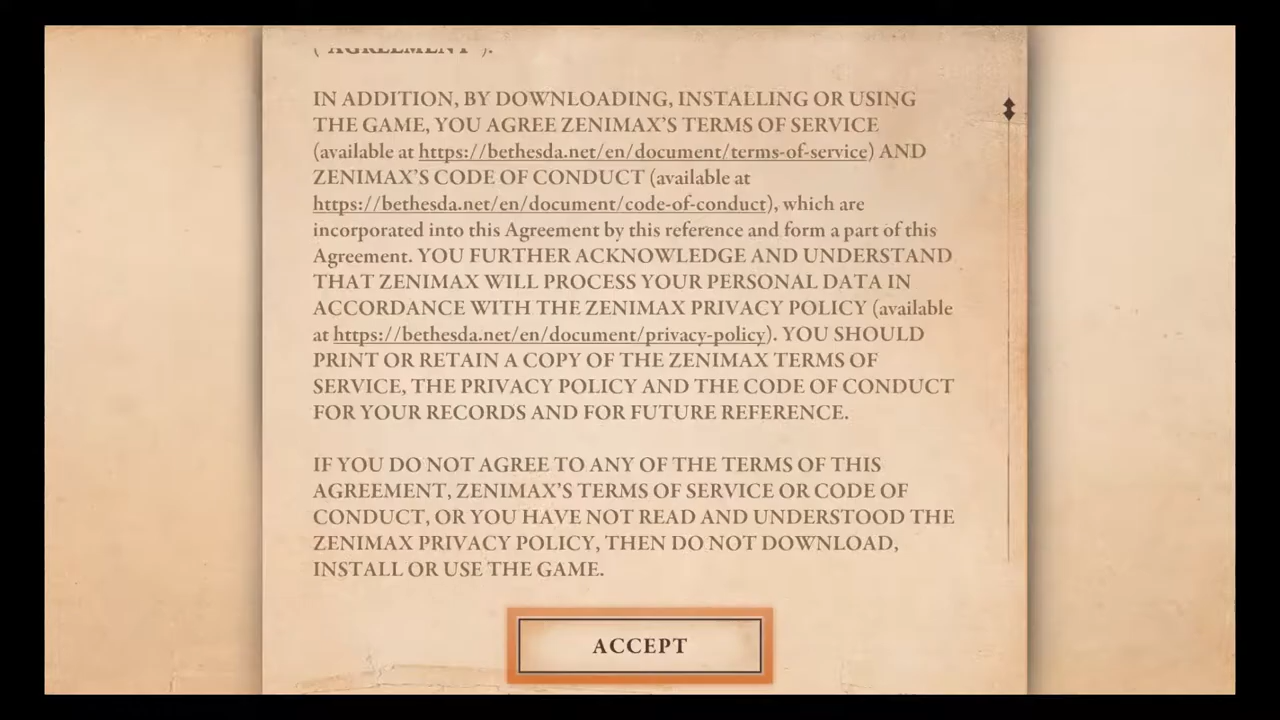 ("AGREEMENT").
IN ADDITION, BY DOWNLOADING, INSTALLING OR USING
THE GAME, YOU AGREE ZENIMAX'S TERMS OF SERVICE
(available at https://bethesda.net/en/document/terms-of-service) AND
ZENIMAX'S CODE OF CONDUCT (available at
https://bethesda.net/en/document/code-of-conduct), which are
incorporated into this Agreement by this reference and form a part of this
Agreement. YOU FURTHER ACKNOWLEDGE AND UNDERSTAND
THAT ZENIMAX WILL PROCESS YOUR PERSONAL DATA IN
ACCORDANCE WITH THE ZENIMAX PRIVACY POLICY (available
at https://bethesda.net/en/document/privacy-policy). YOU SHOULD
PRINT OR RETAIN A COPY OF THE ZENIMAX TERMS OF
SERVICE, THE PRIVACY POLICY AND THE CODE OF CONDUCT
FOR YOUR RECORDS AND FOR FUTURE REFERENCE.
IF YOU DO NOT AGREE TO ANY OF THE TERMS OF THIS
AGREEMENT, ZENIMAX'S TERMS OF SERVICE OR CODE OF
CONDUCT, OR YOU HAVE NOT READ AND UNDERSTOOD THE
ZENIMAX PRIVACY POLICY, THEN DO NOT DOWNLOAD,
INSTALL OR USE THE GAME.
ACCEPT